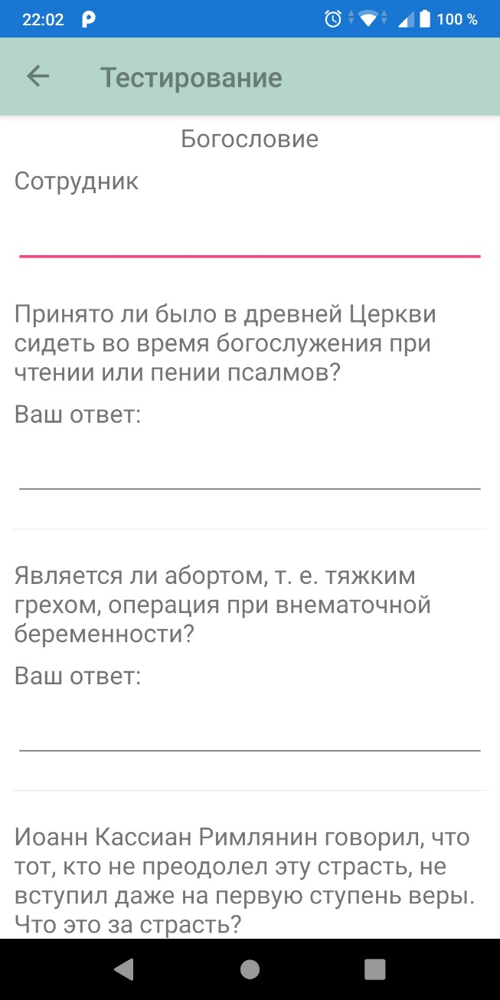 22:02
100 %
Тестирование
Богословие
Сотрудник
Принято ли было в древней Церкви
сидеть во время богослужения при
чтении или пении псалмов?
Ваш ответ:
Является ли абортом, т. е. тяжким
грехом, операция при внематочной
беременности?
Ваш ответ:
Иоанн Кассиан Римлянин говорил, что
тот, кто не преодолел эту страсть, не
вступил даже на первую ступень веры.
Что это за страсть?